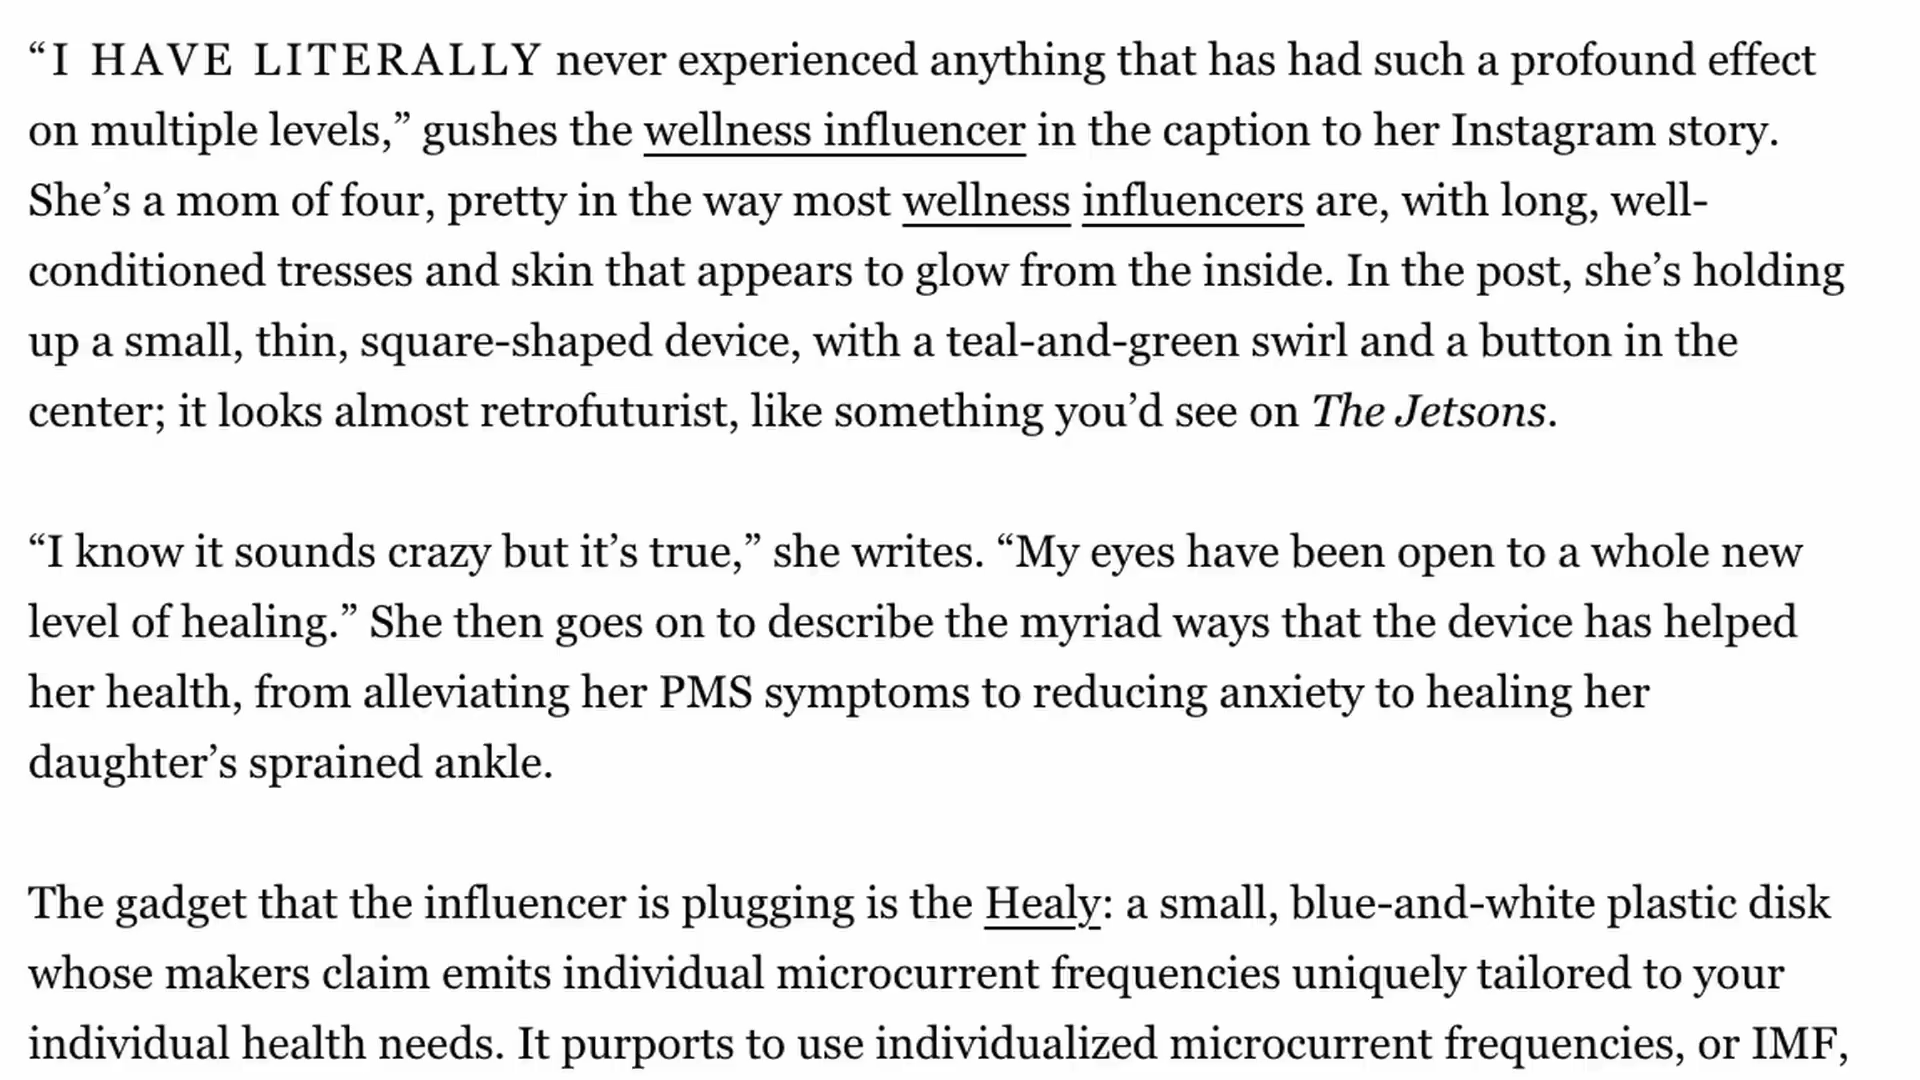 “I HAVE LITERALLY never experienced anything that has had such a profound effect
on multiple levels,” gushes the wellness influencer in the caption to her Instagram story.
She’s a mom of four, pretty in the way most wellness influencers are, with long, well-
conditioned tresses and skin that appears to glow from the inside. In the post, she’s holding
up a small, thin, square-shaped device, with a teal-and-green swirl and a button in the
center; it looks almost retrofuturist, like something you’d see on The Jetsons.
“I know it sounds crazy but it’s true,” she writes. “My eyes have been open to a whole new
level of healing.” She then goes on to describe the myriad ways that the device has helped
her health, from alleviating her PMS symptoms to reducing anxiety to healing her
daughter’s sprained ankle.
The gadget that the influencer is plugging is the Healy: a small, blue-and-white plastic disk
whose makers claim emits individual microcurrent frequencies uniquely tailored to your
individual health needs. It purports to use individualized microcurrent frequencies, or IMF,